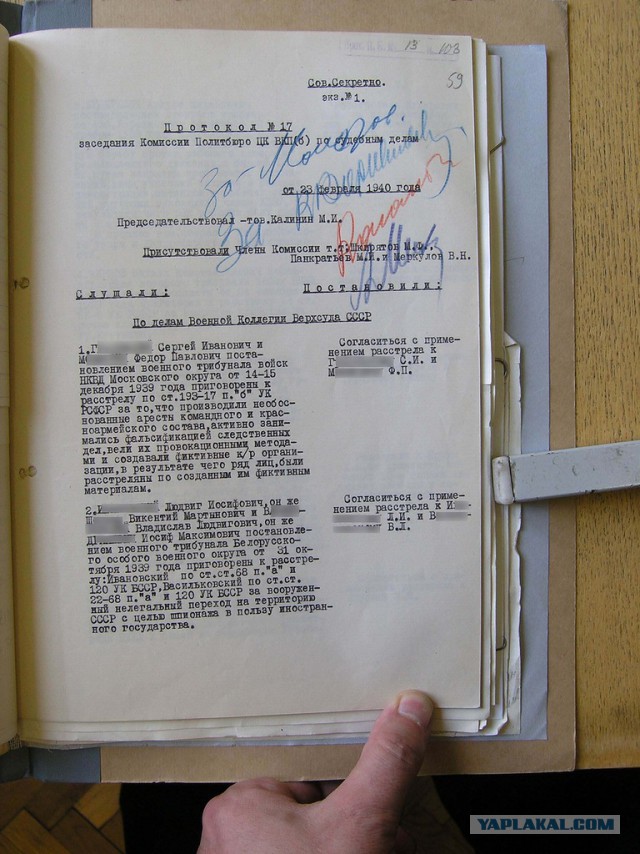 13 103
59
Сов.Секретно.
экз.№1.
Протокол №17
заседания Комиссии Политбюро ЦК ВКП(б) по судебным делам
За - Молотов.
За КВорошилов
от 23 февраля 1940 года
Председательствовал -тов.Калинин М.И.
Присутствовали Члены Комиссии т.т.Шкирятов М.Ф.,
Панкратьев М.И.и Меркулов В.Н.
Слушали:
Постановили:
По делам Военной Коллегии Верхсуда СССР
1.Г Сергей Иванович и
М Федор Павлович поста-
новлением военного трибунала войск
НКВД Московского округа от 14-15
декабря 1939 года приговорены к
расстрелу по ст.193-17 п."б" УК
РСФСР за то,что производили необос-
нованные аресты командного и крас-
ноармейского состава,активно зани-
мались фальсификацией следственных
дел,вели их провокационными метода-
ми и создавали фиктивные к/р органи-
зации,в результате чего ряд лиц,были
расстреляны по созданным им фиктивным
материалам.
Согласиться с приме-
нением расстрела к
Г С.И. и
М Ф.П.
2.И Людвиг Иосифович,он же
Викентий Мартынович и В
Владислав Людвигович,он же
Иосиф Максимович постановле-
нием военного трибунала Белорусско-
го особого военного округа от 31 ок-
тября 1939 года приговорены к расстре-
лу:Ивановский по ст.ст.68 п."а" и
120 УК БССР,Васильковский по ст.ст.
22-68 п."а" и 120 УК БССР за вооружен-
ный нелегальный переход на территорию
СССР с целью шпионажа в пользу иностран-
ного государства.
Согласиться с приме-
нением расстрела к И
Л.И. и В
В.Л.
YAPLAKAL.COM